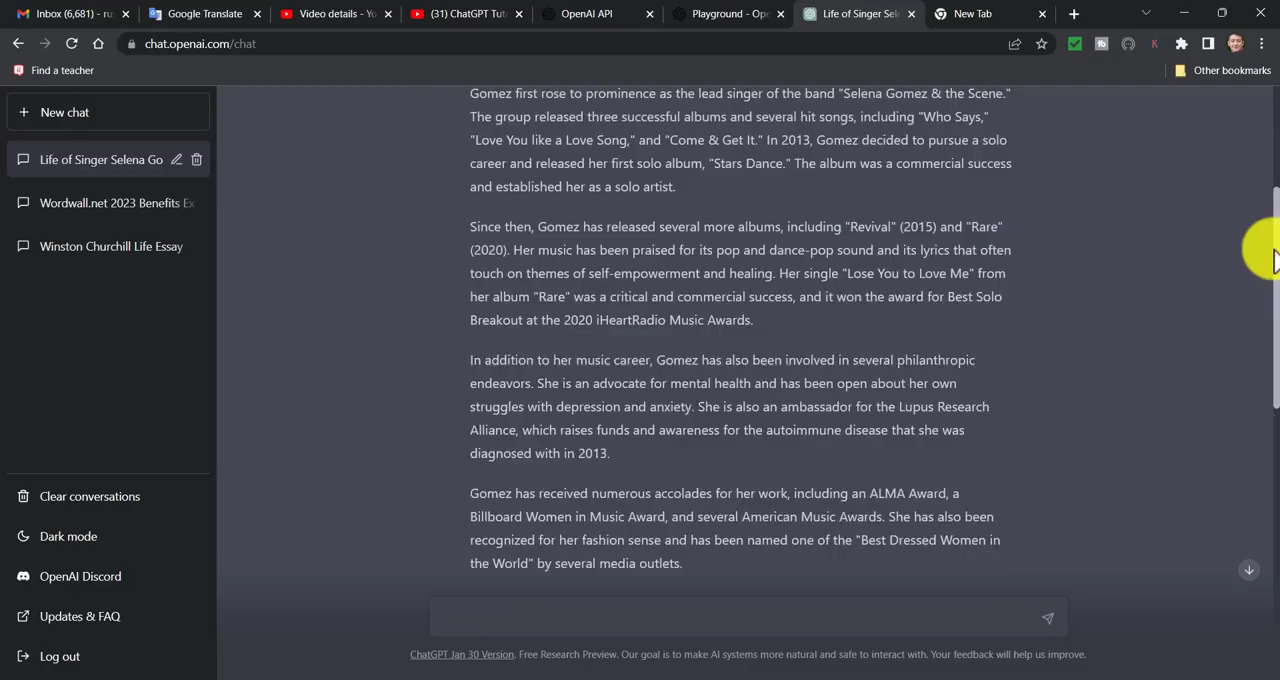 Inbox (6,681) - ru
Google Translate
Video details - Yo
(31) ChatGPT Tut
OpenAI API
Playground - Ope
Life of Singer Sel
New Tab
chat.openai.com/chat
Find a teacher
Other bookmarks
New chat
Life of Singer Selena Go
Wordwall.net 2023 Benefits Ex
Winston Churchill Life Essay
Clear conversations
Dark mode
OpenAI Discord
Updates & FAQ
Log out
Gomez first rose to prominence as the lead singer of the band "Selena Gomez & the Scene."
The group released three successful albums and several hit songs, including "Who Says,"
"Love You like a Love Song," and "Come & Get It." In 2013, Gomez decided to pursue a solo
career and released her first solo album, "Stars Dance." The album was a commercial success
and established her as a solo artist.
Since then, Gomez has released several more albums, including "Revival" (2015) and "Rare"
(2020). Her music has been praised for its pop and dance-pop sound and its lyrics that often
touch on themes of self-empowerment and healing. Her single "Lose You to Love Me" from
her album "Rare" was a critical and commercial success, and it won the award for Best Solo
Breakout at the 2020 iHeartRadio Music Awards.
In addition to her music career, Gomez has also been involved in several philanthropic
endeavors. She is an advocate for mental health and has been open about her own
struggles with depression and anxiety. She is also an ambassador for the Lupus Research
Alliance, which raises funds and awareness for the autoimmune disease that she was
diagnosed with in 2013.
Gomez has received numerous accolades for her work, including an ALMA Award, a
Billboard Women in Music Award, and several American Music Awards. She has also been
recognized for her fashion sense and has been named one of the "Best Dressed Women in
the World" by several media outlets.
ChatGPT Jan 30 Version. Free Research Preview. Our goal is to make AI systems more natural and safe to interact with. Your feedback will help us improve.